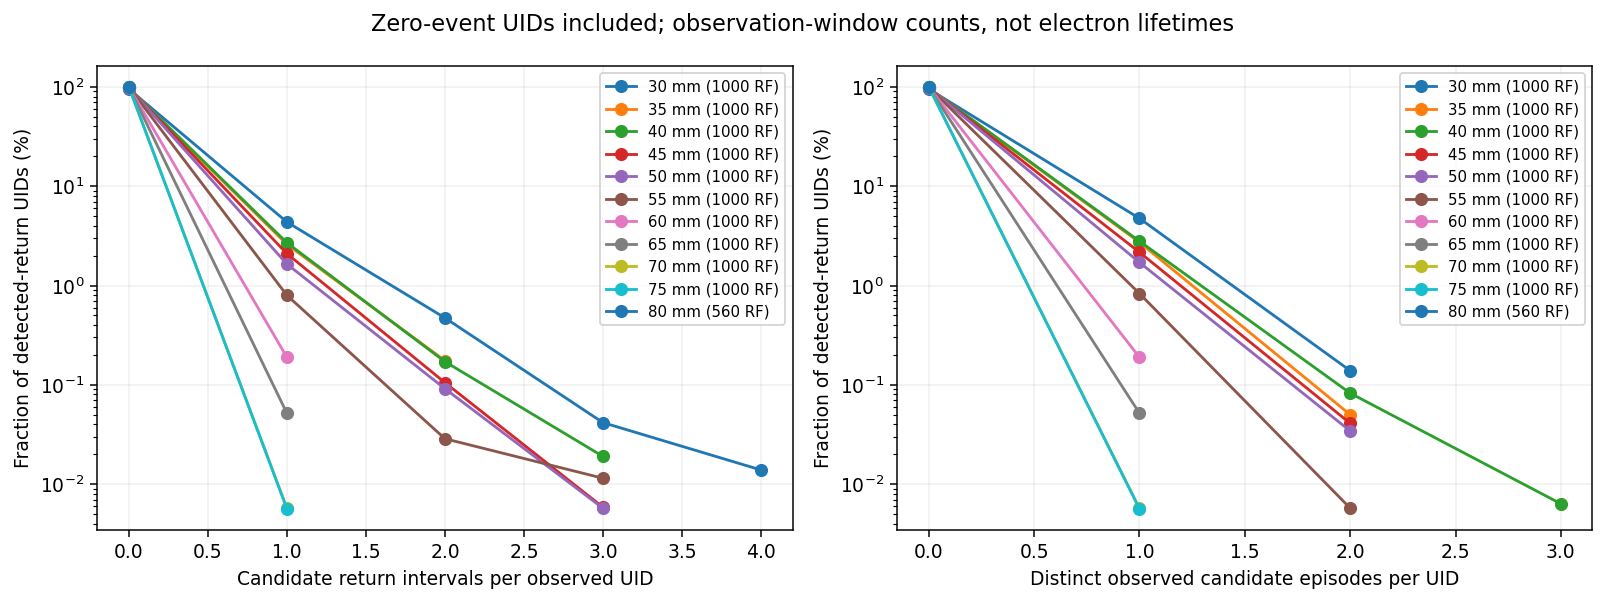 Zero-event UIDs included; observation-window counts, not electron lifetimes
Fraction of detected-return UIDs (%)
10²
10¹
10⁰
10⁻¹
10⁻²
30 mm (1000 RF)
35 mm (1000 RF)
40 mm (1000 RF)
45 mm (1000 RF)
50 mm (1000 RF)
55 mm (1000 RF)
60 mm (1000 RF)
65 mm (1000 RF)
70 mm (1000 RF)
75 mm (1000 RF)
80 mm (560 RF)
0.0 0.5 1.0 1.5 2.0 2.5 3.0 3.5 4.0
Candidate return intervals per observed UID
Fraction of detected-return UIDs (%)
10²
10¹
10⁰
10⁻¹
10⁻²
30 mm (1000 RF)
35 mm (1000 RF)
40 mm (1000 RF)
45 mm (1000 RF)
50 mm (1000 RF)
55 mm (1000 RF)
60 mm (1000 RF)
65 mm (1000 RF)
70 mm (1000 RF)
75 mm (1000 RF)
80 mm (560 RF)
0.0 0.5 1.0 1.5 2.0 2.5 3.0
Distinct observed candidate episodes per UID